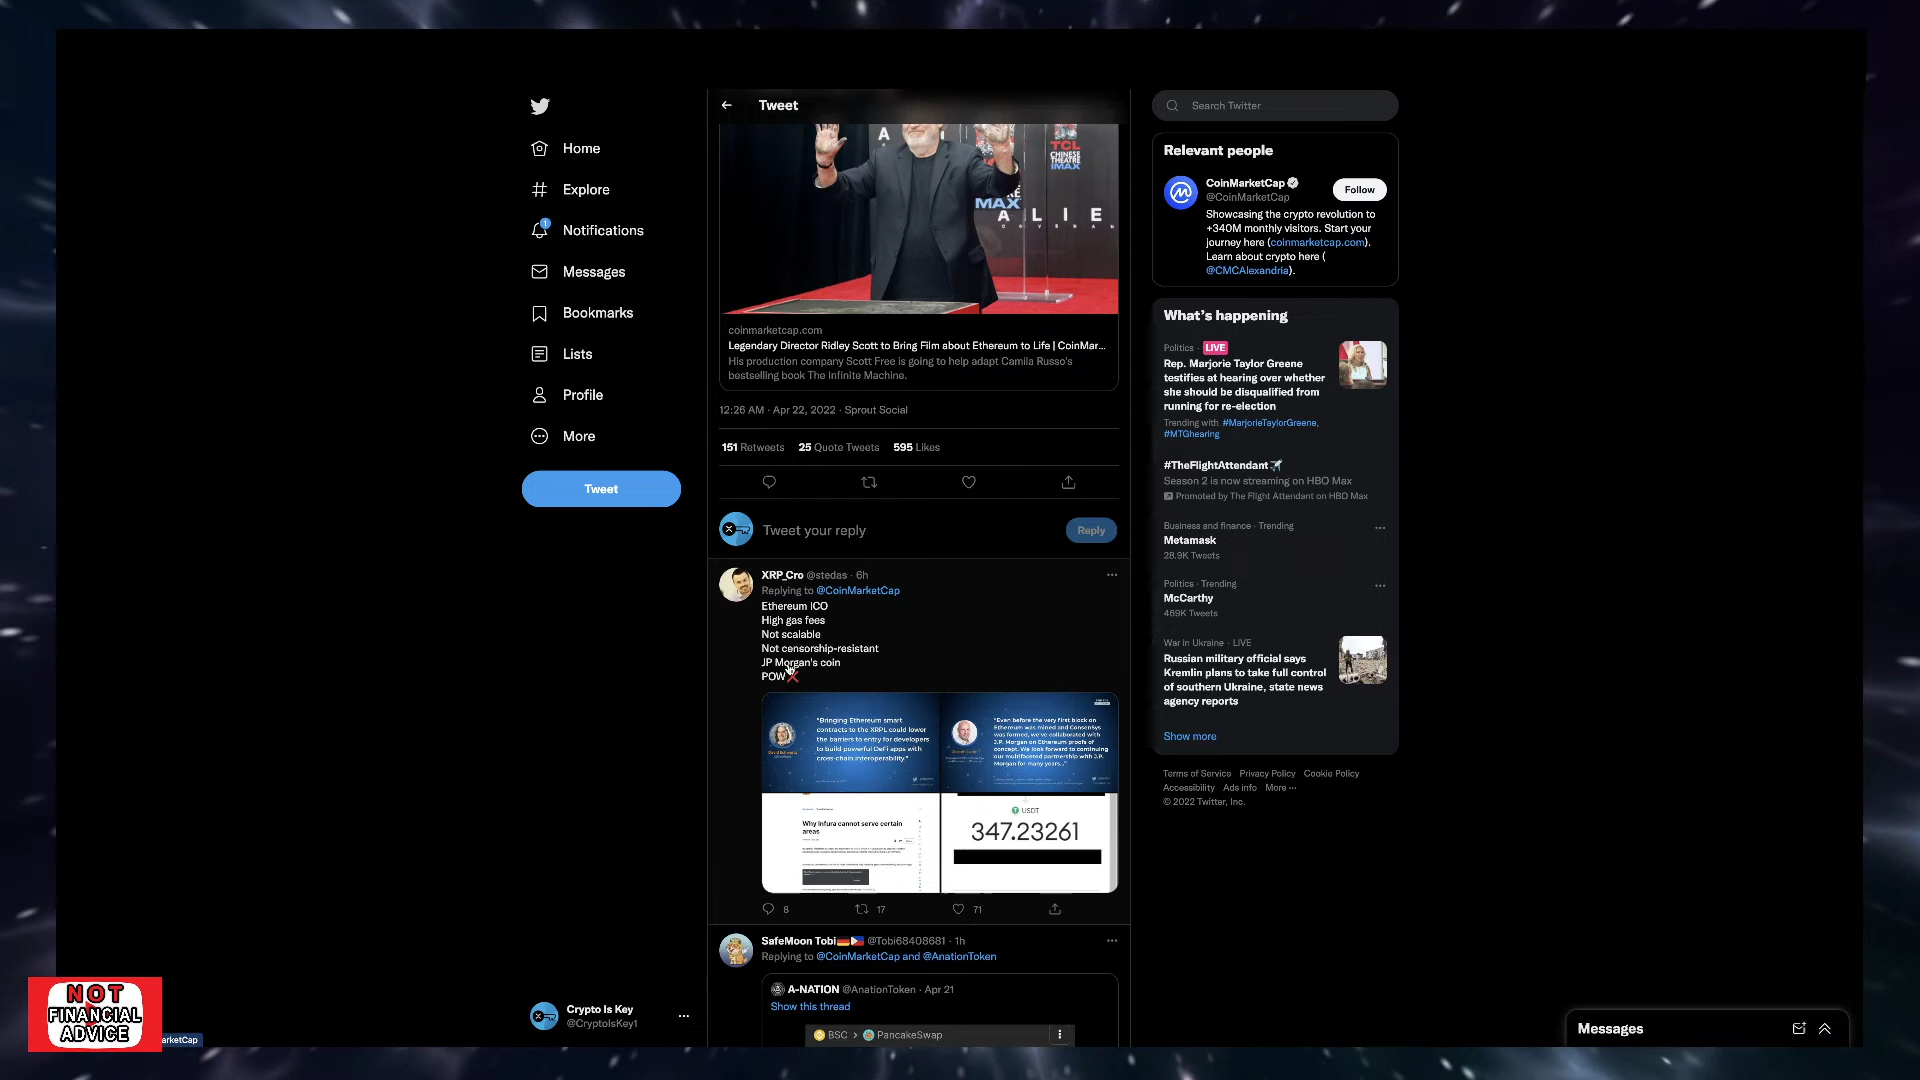 Home
Explore
1
Notifications
Messages
Bookmarks
Lists
Profile
More
Tweet
Crypto Is Key
@CryptoIsKey1
NOT
FINANCIAL
ADVICE
arketCap
Tweet
A
TCL
CHINESE
THEATRE
IMAX
MAX
A L I E
coinmarketcap.com
Legendary Director Ridley Scott to Bring Film about Ethereum to Life | CoinMar...
His production company Scott Free is going to help adapt Camila Russo's
bestselling book The Infinite Machine.
12:26 AM · Apr 22, 2022 · Sprout Social
151 Retweets 25 Quote Tweets 595 Likes
Tweet your reply
Reply
XRP_Cro @stedas · 6h
Replying to @CoinMarketCap
Ethereum ICO
High gas fees
Not scalable
Not censorship-resistant
JP Morgan's coin
POW❌
"Bringing Ethereum smart
contracts to the XRPL could lower
the barriers to entry for developers
to build powerful DeFi apps with
cross-chain interoperability."
"Even before the very first block on
Ethereum was mined and ConsenSys
was formed, we've collaborated with
J.P. Morgan on Ethereum proofs of
concept. We look forward to continuing
our multifaceted partnership with J.P.
Morgan for many years..."
Why Infura cannot serve certain
areas
USDT
347.23261
8 17 71
SafeMoon Tobi @Tobi68408681 · 1h
Replying to @CoinMarketCap and @AnationToken
A-NATION @AnationToken · Apr 21
Show this thread
BSC > PancakeSwap
Search Twitter
Relevant people
CoinMarketCap
@CoinMarketCap
Follow
Showcasing the crypto revolution to
+340M monthly visitors. Start your
journey here (coinmarketcap.com).
Learn about crypto here (
@CMCAlexandria).
What's happening
Politics · LIVE
Rep. Marjorie Taylor Greene
testifies at hearing over whether
she should be disqualified from
running for re-election
Trending with #MarjorieTaylorGreene,
#MTGhearing
#TheFlightAttendant
Season 2 is now streaming on HBO Max
Promoted by The Flight Attendant on HBO Max
Business and finance · Trending
Metamask
28.9K Tweets
Politics · Trending
McCarthy
469K Tweets
War in Ukraine · LIVE
Russian military official says
Kremlin plans to take full control
of southern Ukraine, state news
agency reports
Show more
Terms of Service Privacy Policy Cookie Policy
Accessibility Ads info More ···
© 2022 Twitter, Inc.
Messages